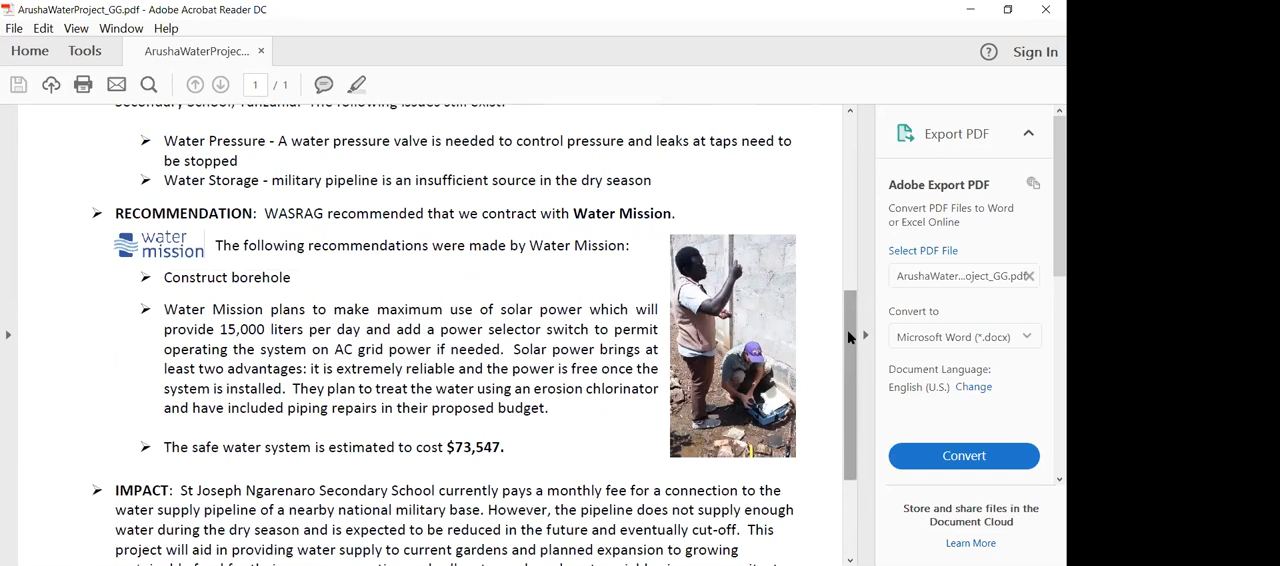 ArushaWaterProject_GG.pdf - Adobe Acrobat Reader DC
File Edit View Window Help
Home Tools ArushaWaterProjec... × Sign In
1 / 1
Secondary School, Tanzania. The following issues still exist:
Water Pressure - A water pressure valve is needed to control pressure and leaks at taps need to
be stopped
Water Storage - military pipeline is an insufficient source in the dry season
RECOMMENDATION: WASRAG recommended that we contract with Water Mission.
water
mission
The following recommendations were made by Water Mission:
Construct borehole
Water Mission plans to make maximum use of solar power which will
provide 15,000 liters per day and add a power selector switch to permit
operating the system on AC grid power if needed. Solar power brings at
least two advantages: it is extremely reliable and the power is free once the
system is installed. They plan to treat the water using an erosion chlorinator
and have included piping repairs in their proposed budget.
The safe water system is estimated to cost $73,547.
IMPACT: St Joseph Ngarenaro Secondary School currently pays a monthly fee for a connection to the
water supply pipeline of a nearby national military base. However, the pipeline does not supply enough
water during the dry season and is expected to be reduced in the future and eventually cut-off. This
project will aid in providing water supply to current gardens and planned expansion to growing
Export PDF
Adobe Export PDF
Convert PDF Files to Word
or Excel Online
Select PDF File
ArushaWater...oject_GG.pdf
Convert to
Microsoft Word (*.docx)
Document Language:
English (U.S.) Change
Convert
Store and share files in the
Document Cloud
Learn More